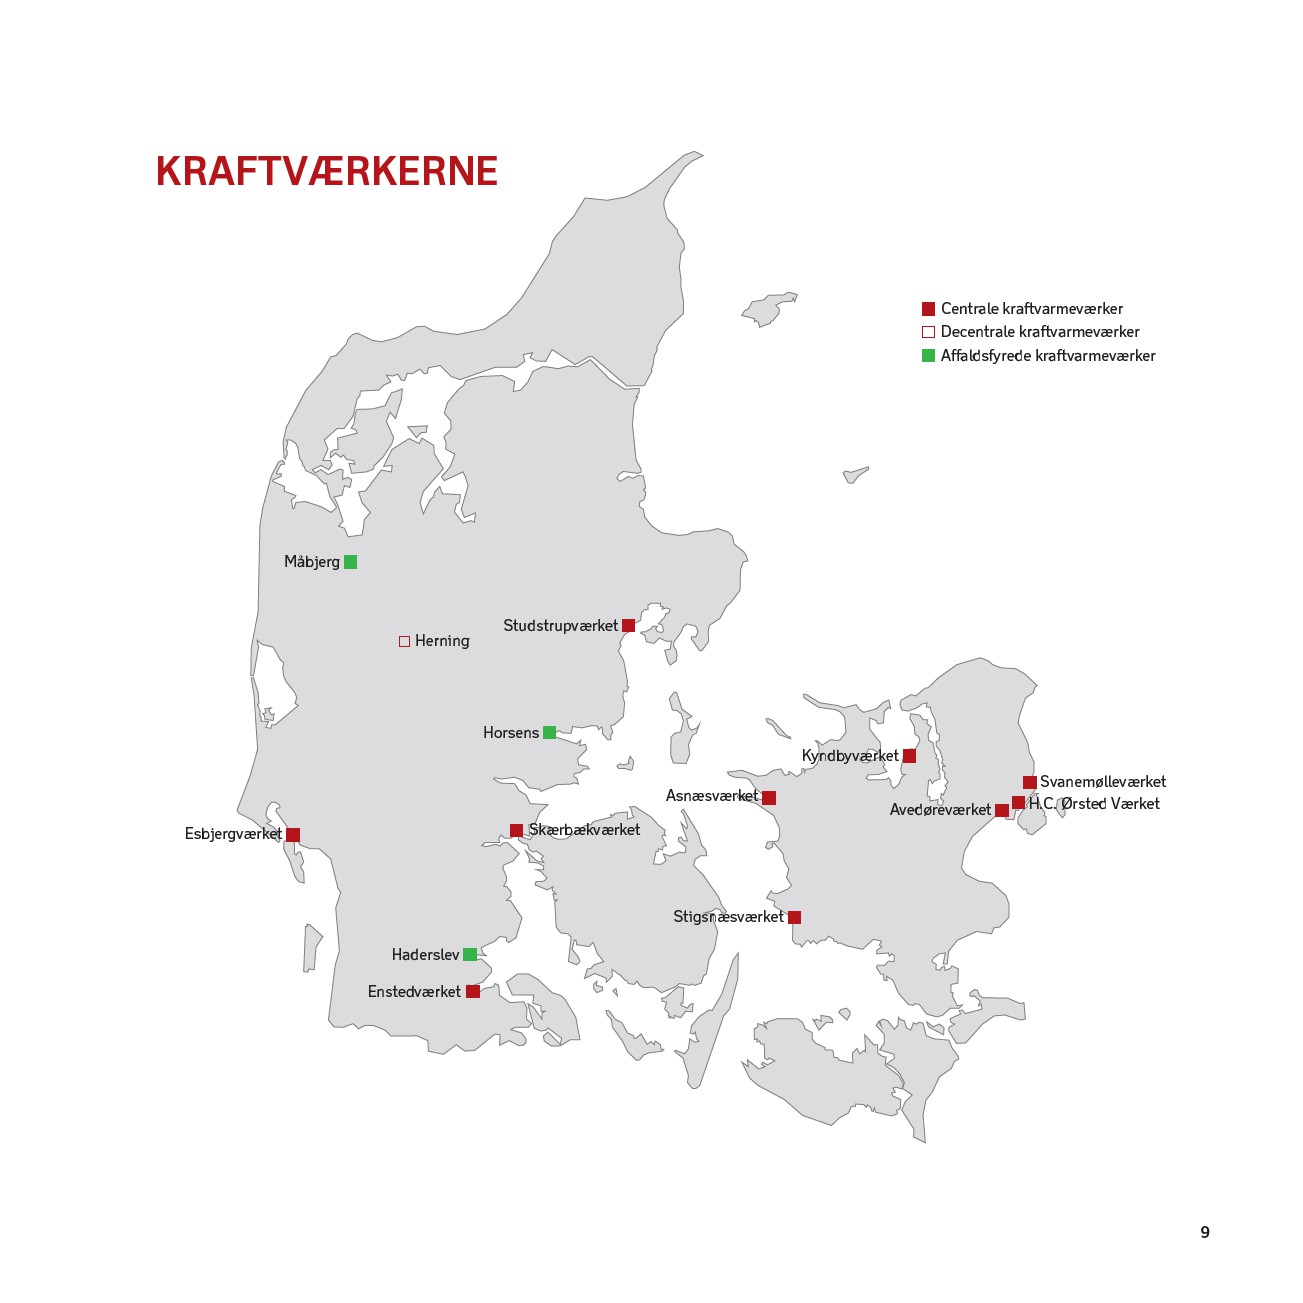 KRAFTVÆRKERNE
Centrale kraftvarmeværker
Decentrale kraftvarmeværker
Affaldsfyrede kraftvarmeværker
Måbjerg
Studstrupværket
Herning
Horsens
Kyndbyværket
Svanemølleværket
Asnæsværket
H.C. Ørsted Værket
Avedøreværket
Skærbækværket
Esbjergværket
Stigsnæsværket
Haderslev
Enstedværket
9